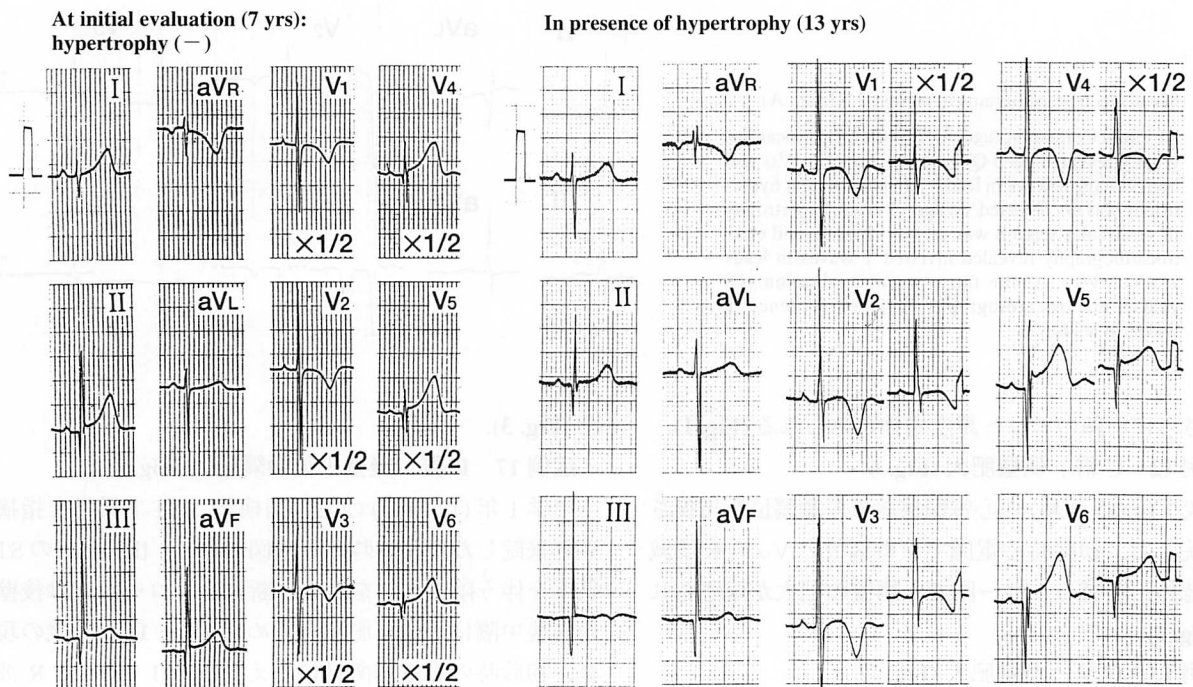 At initial evaluation (7 yrs):
hypertrophy (−)
I aVR V1 V4
×1/2 ×1/2
II aVL V2 V5
×1/2 ×1/2
III aVF V3 V6
×1/2 ×1/2
In presence of hypertrophy (13 yrs)
I aVR V1 ×1/2 V4 ×1/2
II aVL V2 V5
III aVF V3 V6